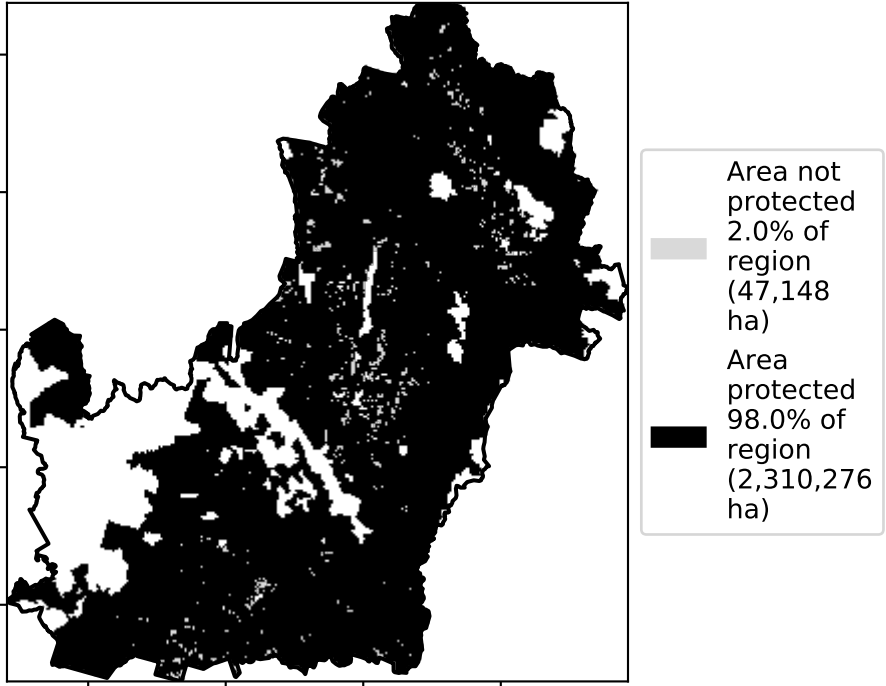 Area not
protected
2.0% of
region
(47,148
ha)
Area
protected
98.0% of
region
(2,310,276
ha)